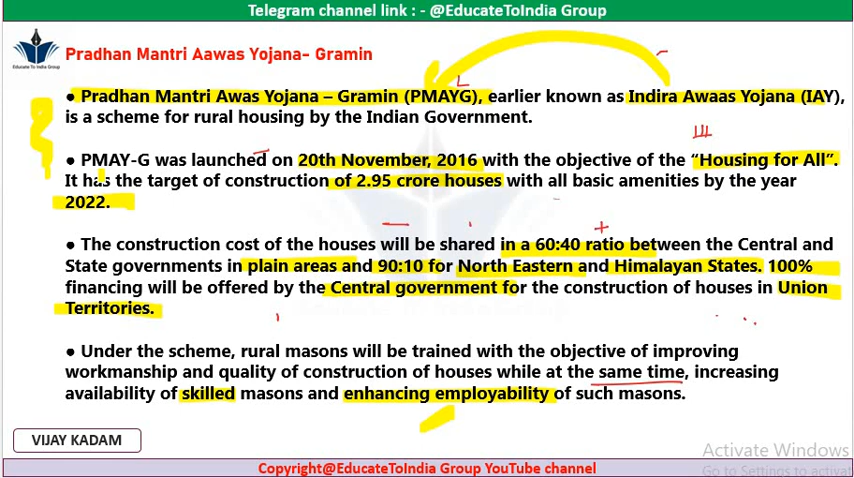 Telegram channel link : - @EducateToIndia Group
Educate To India Group
Pradhan Mantri Aawas Yojana- Gramin
● Pradhan Mantri Awas Yojana – Gramin (PMAYG), earlier known as Indira Awaas Yojana (IAY),
is a scheme for rural housing by the Indian Government.
● PMAY-G was launched on 20th November, 2016 with the objective of the “Housing for All”.
It has the target of construction of 2.95 crore houses with all basic amenities by the year
2022.
● The construction cost of the houses will be shared in a 60:40 ratio between the Central and
State governments in plain areas and 90:10 for North Eastern and Himalayan States. 100%
financing will be offered by the Central government for the construction of houses in Union
Territories.
● Under the scheme, rural masons will be trained with the objective of improving
workmanship and quality of construction of houses while at the same time, increasing
availability of skilled masons and enhancing employability of such masons.
VIJAY KADAM
Activate Windows
Go to Settings to activat
Copyright@EducateToIndia Group YouTube channel